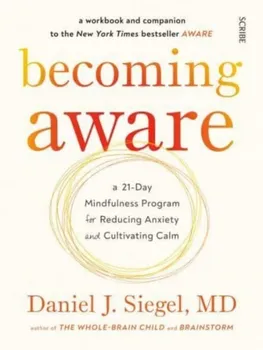 a workbook and companion
to the New York Times bestseller AWARE
SCRIBE
becoming
aware
a 21-Day
Mindfulness Program
for Reducing Anxiety
and Cultivating Calm
Daniel J. Siegel, MD
author of THE WHOLE-BRAIN CHILD and BRAINSTORM